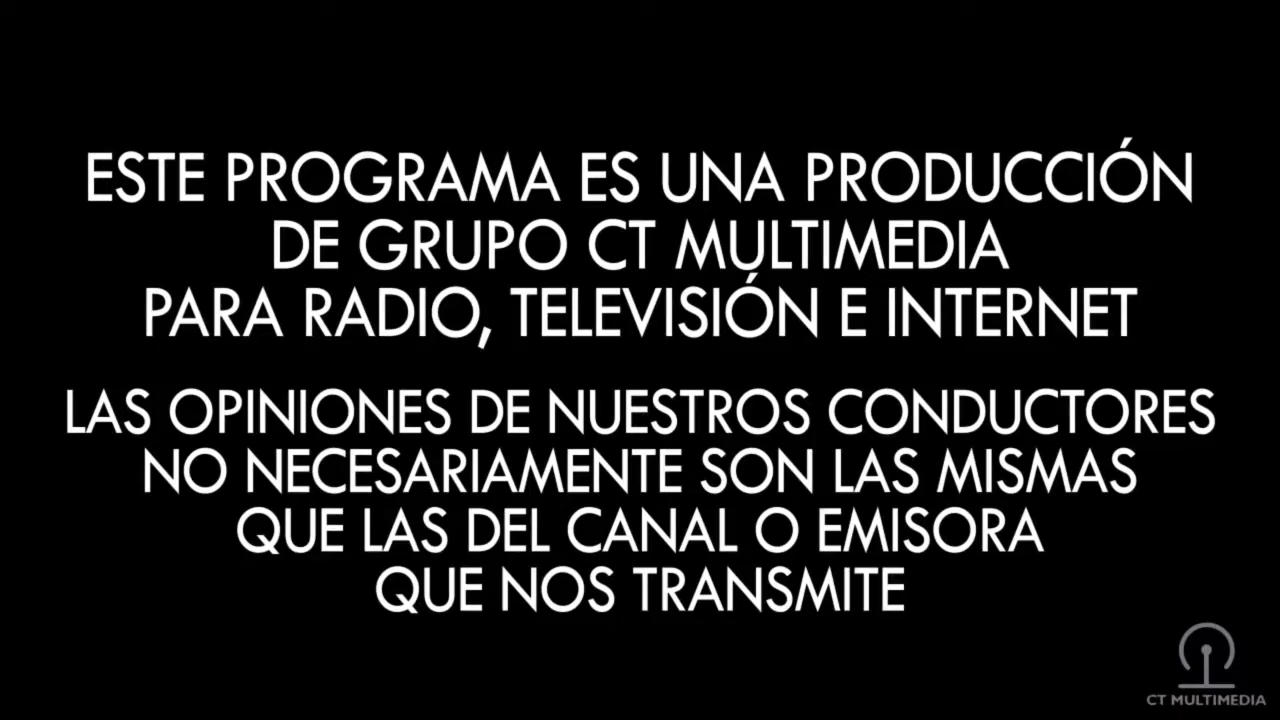 ESTE PROGRAMA ES UNA PRODUCCIÓN
DE GRUPO CT MULTIMEDIA
PARA RADIO, TELEVISIÓN E INTERNET
LAS OPINIONES DE NUESTROS CONDUCTORES
NO NECESARIAMENTE SON LAS MISMAS
QUE LAS DEL CANAL O EMISORA
QUE NOS TRANSMITE
CT MULTIMEDIA